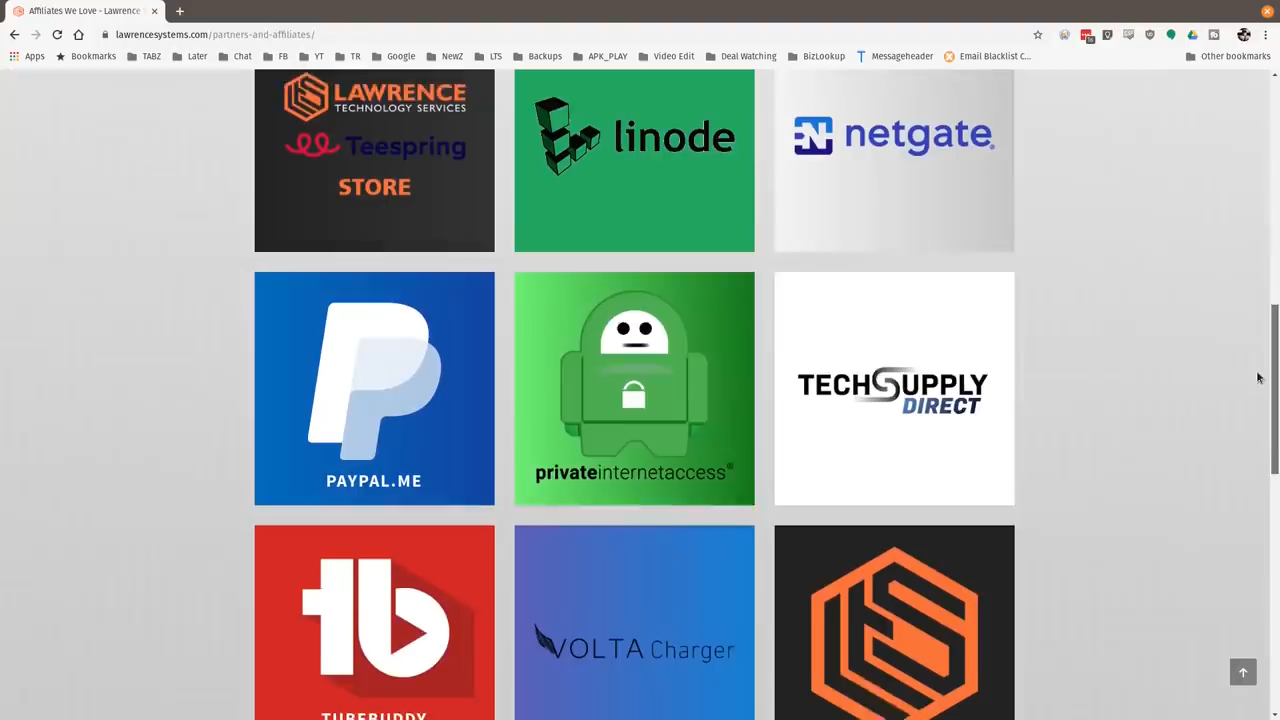 Affiliates We Love - Lawrence
lawrencesystems.com/partners-and-affiliates/
Apps
Bookmarks
TABZ
Later
Chat
FB
YT
TR
Google
NewZ
LTS
Backups
APK_PLAY
Video Edit
Deal Watching
BizLookup
Messageheader
Email Blacklist C...
Other bookmarks
LAWRENCE
TECHNOLOGY SERVICES
Teespring
STORE
linode
netgate®
PAYPAL.ME
privateinternetaccess®
TECHSUPPLY
DIRECT
TUBEBUDDY
VOLTA Charger